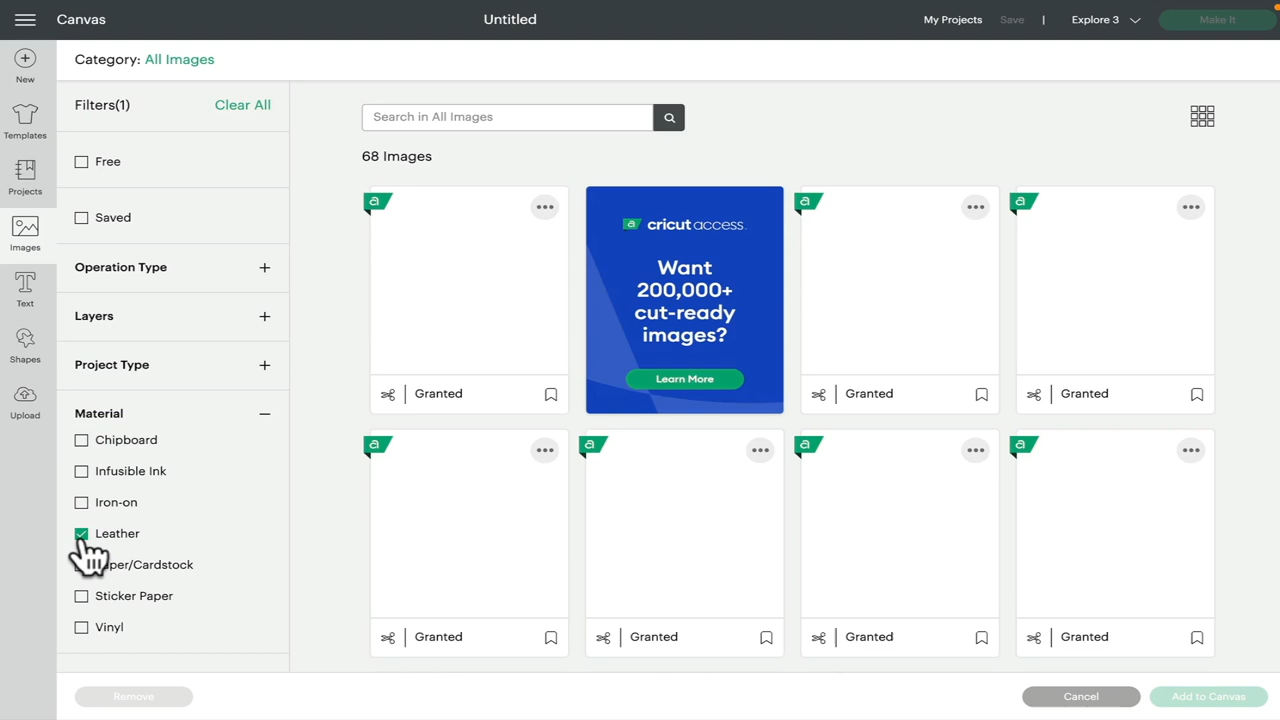 Canvas
Untitled
My Projects Save | Explore 3 Make It
Category: All Images
New
Templates
Projects
Images
Text
Shapes
Upload
Filters(1) Clear All
Free
Saved
Operation Type
Layers
Project Type
Material
Chipboard
Infusible Ink
Iron-on
Leather
per/Cardstock
Sticker Paper
Vinyl
Remove
Search in All Images
68 Images
a
Granted
a cricut access.
Want
200,000+
cut-ready
images?
Learn More
a
Granted
a
Granted
a
Granted
a
Granted
a
Granted
a
Granted
Cancel Add to Canvas